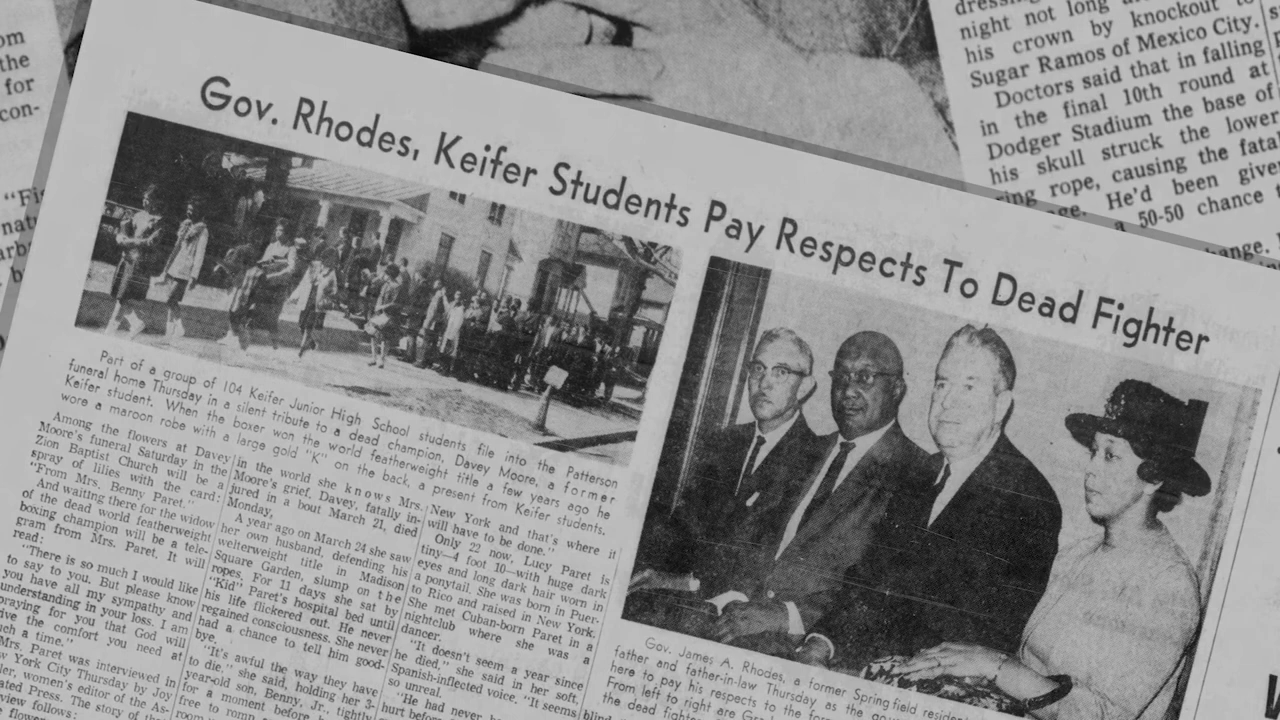 om
the
for
con-
"Fi
nat
arb
dressing
night not long
his crown by knockout to
Sugar Ramos of Mexico City.
Doctors said that in falling
in the final 10th round at
Dodger Stadium the base of
his skull struck the lower
ring rope, causing the fatal
He'd been given
a 50-50 chance
Gov. Rhodes, Keifer Students Pay Respects To Dead Fighter
Part of a group of 104 Keifer Junior High School students file into the Patterson
funeral home Thursday in a silent tribute to a dead champion, Davey Moore, a former
Keifer student. When the boxer won the world featherweight title a few years ago he
wore a maroon robe with a large gold "K" on the back, a present from Keifer students.
Among the flowers at Davey
Moore's funeral Saturday in the
Zion Baptist Church will be a
spray of lilies with the card:
"From Mrs. Benny Paret."
And waiting there for the widow
of the dead world featherweight
boxing champion will be a tele-
gram from Mrs. Paret. It will
read:
"There is so much I would like
to say to you. But please know
you have all my sympathy and
understanding in your loss. I am
praying for you that God will
give the comfort you need at
such a time."
Mrs. Paret was interviewed in
New York City Thursday by Joy
women's editor of the As-
Press. The story of
view follows:
in the world she knows Mrs.
Moore's grief. Davey, fatally in-
jured in a bout March 21, died
Monday.
A year ago on March 24 she saw
her own husband, defending his
welterweight title in Madison
Square Garden, slump on the
ropes. For 11 days she sat by
"Kid" Paret's hospital bed until
his life flickered out. He never
regained consciousness. She never
had a chance to tell him good-
bye.
"It's awful the way they have
to die," she said, holding her 3-
year-old son, Benny, Jr., tightly
for a moment before
free to romp
New York and that's where it
will have to be done."
Only 22 now, Lucy Paret is
tiny—4 foot 10—with huge dark
eyes and long dark hair worn in
a ponytail. She was born in Puer-
to Rico and raised in New York.
She met Cuban-born Paret in a
nightclub where she was a
dancer.
"It doesn't seem a year since
he died," she said in her soft,
Spanish-inflected voice. "It seems
so unreal.
"He had never
hurt before
Gov. James A. Rhodes, a former Springfield resident
father and father-in-law Thursday as the
here to pay his respects to the
From left to right are
the dead fighter